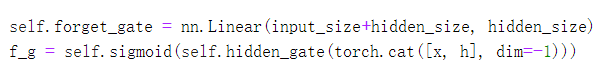 self.forget_gate = nn.Linear(input_size+hidden_size, hidden_size)
f_g = self.sigmoid(self.hidden_gate(torch.cat([x, h], dim=-1)))